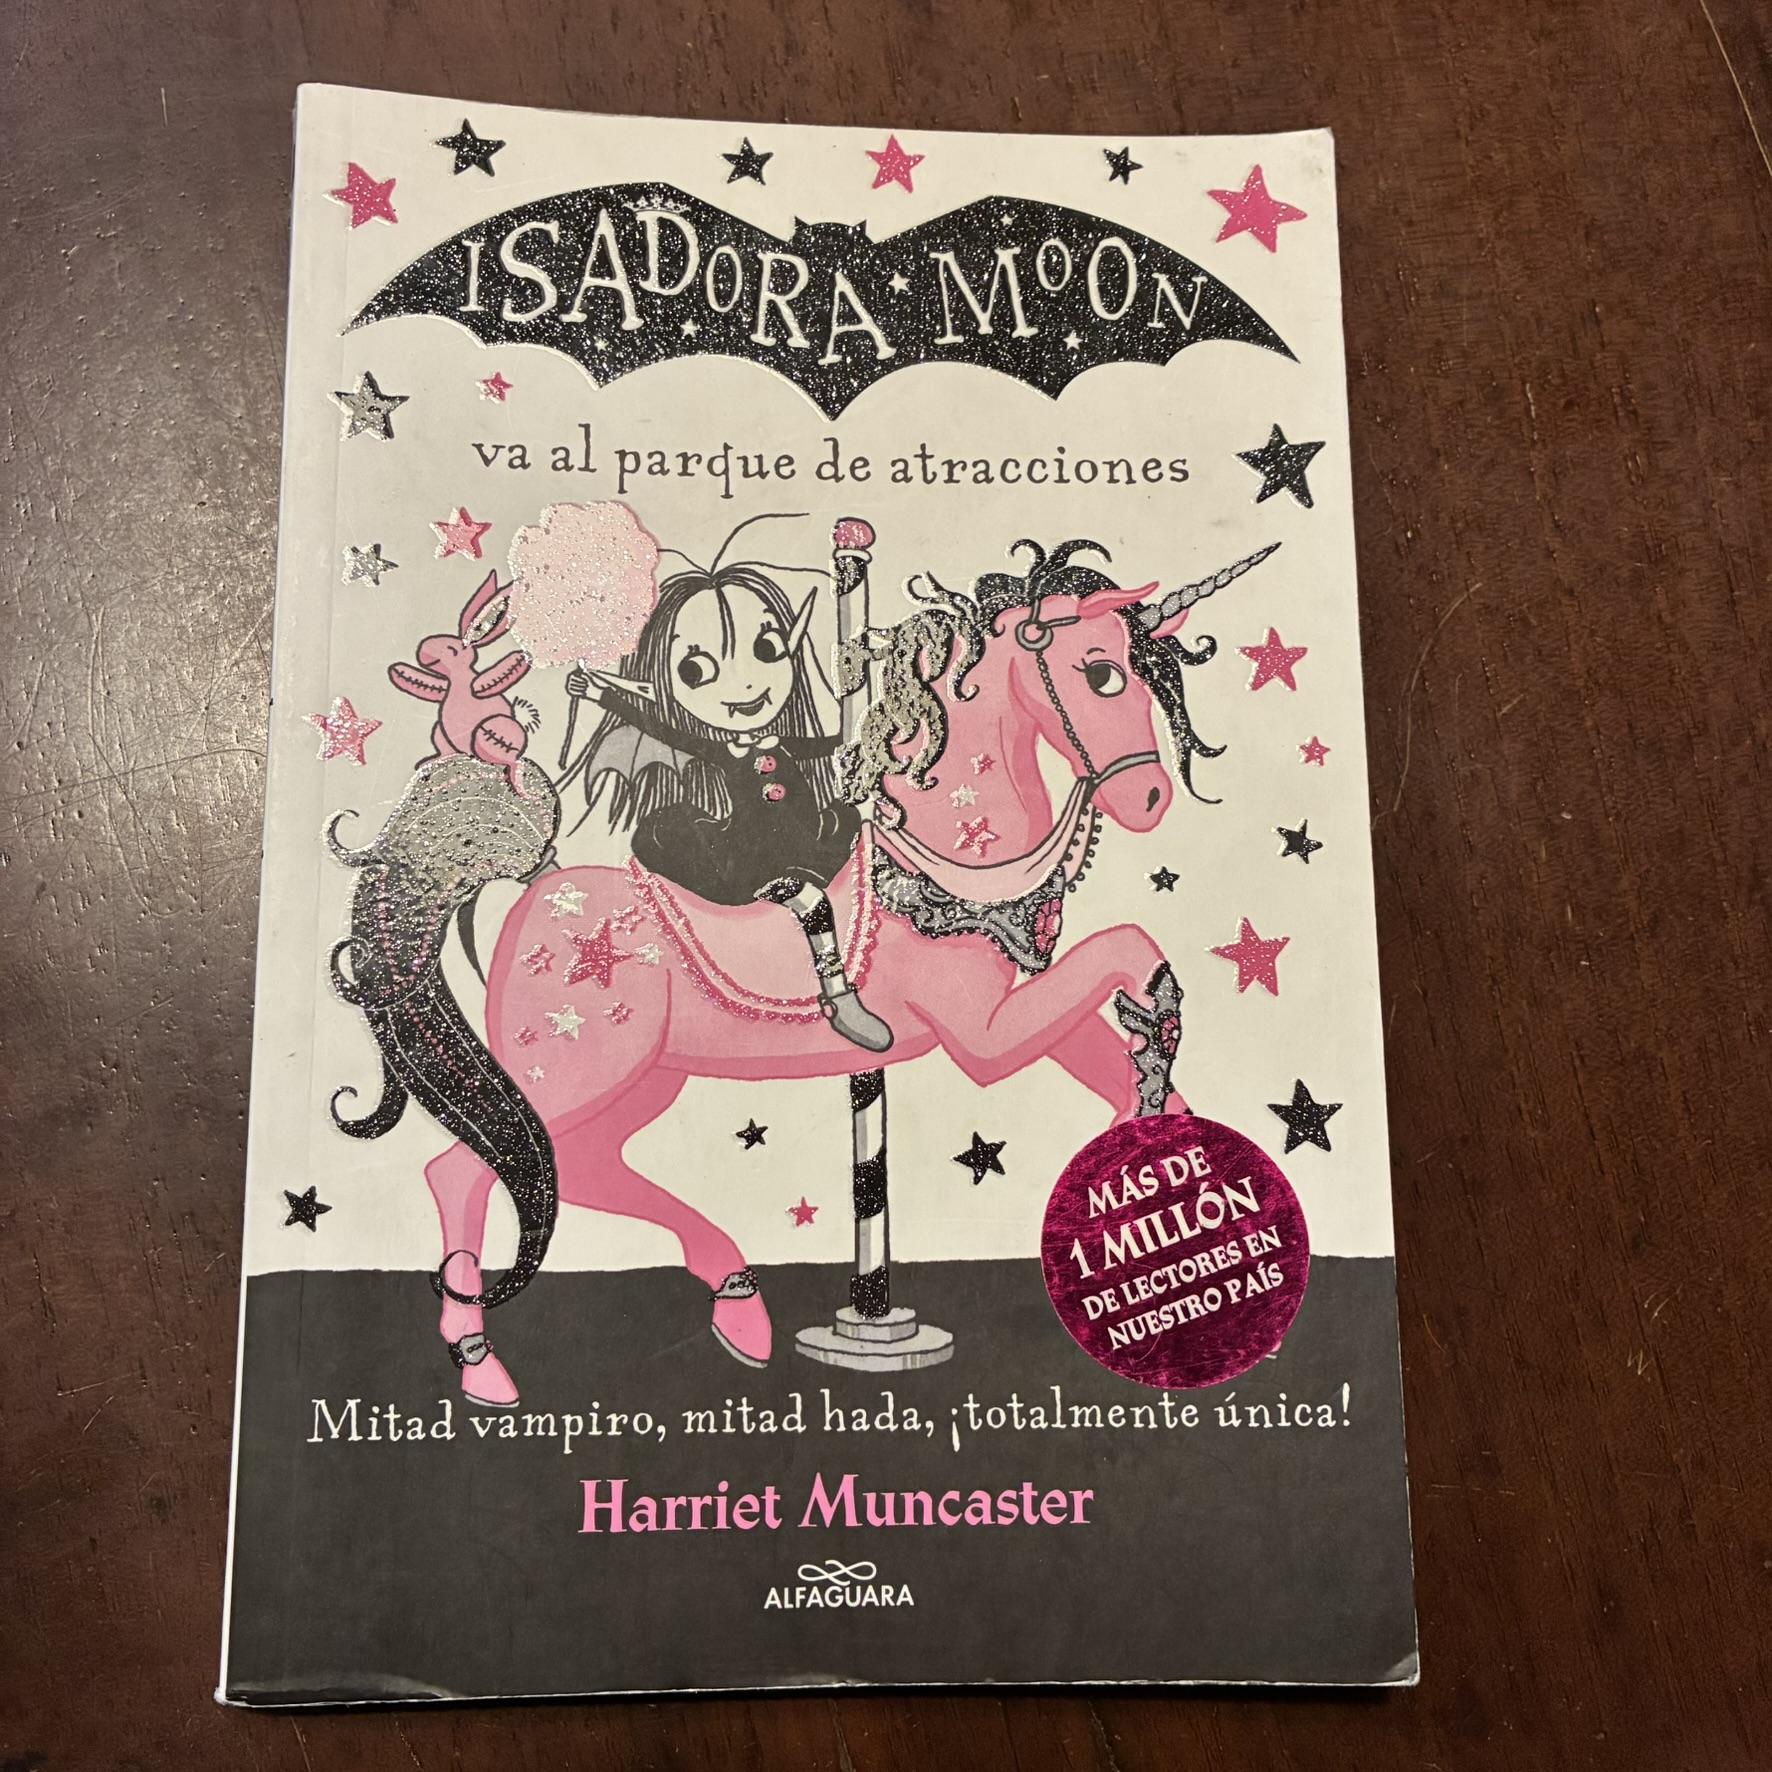 ISADORA MOON
va al parque de atracciones
MÁS DE
1 MILLÓN
DE LECTORES EN
NUESTRO PAÍS
Mitad vampiro, mitad hada, ¡totalmente única!
Harriet Muncaster
ALFAGUARA